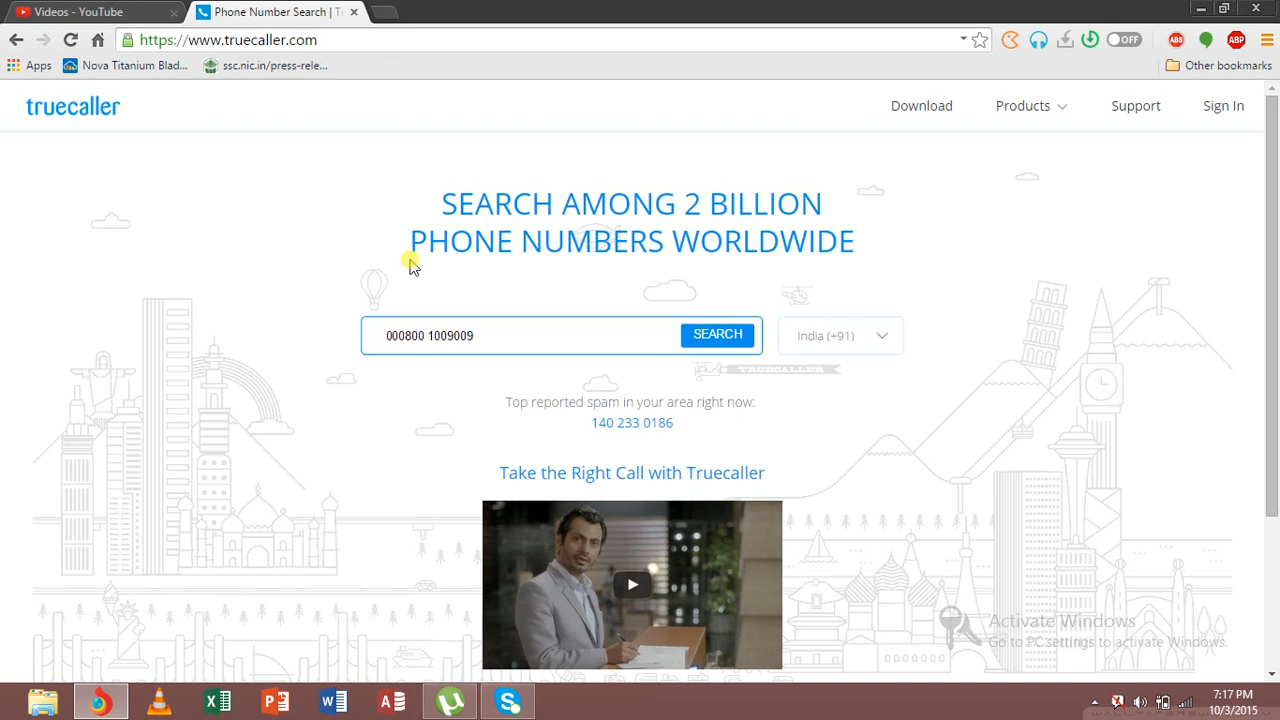 Videos - YouTube
Phone Number Search | T
https://www.truecaller.com
ABS
OFF
ABP
Apps
Nova Titanium Blad...
ssc.nic.in/press-rele...
Other bookmarks
truecaller
Download
Products
Support
Sign In
SEARCH AMONG 2 BILLION
PHONE NUMBERS WORLDWIDE
000800 1009009
SEARCH
India (+91)
TRUECALLER
Top reported spam in your area right now:
140 233 0186
Take the Right Call with Truecaller
Activate Windows
Go to PC settings to activate Windows.
7:17 PM
10/3/2015